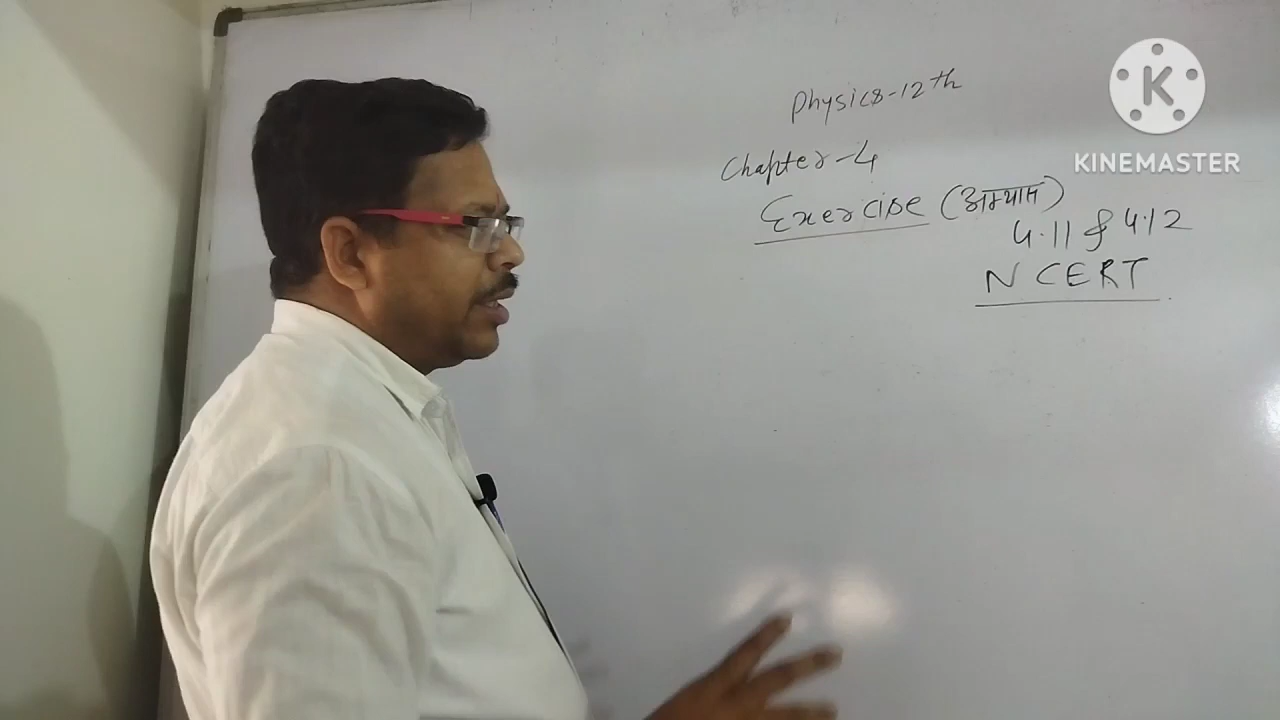 Physics-12th
Chapter-4
Exercise (अभ्यास)
4.11 & 4.12
NCERT
K
KINEMASTER